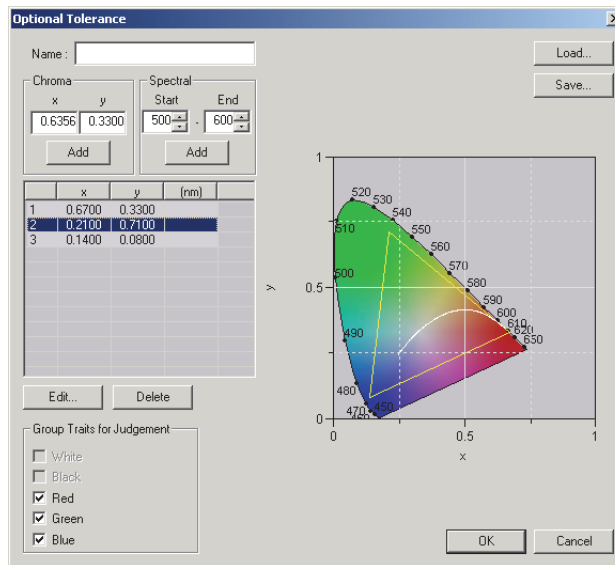 Optional Tolerance
Name :
Load...
Save...
Chroma
x y
0.6356 0.3300
Add
Spectral
Start End
500 - 600
Add
x y (nm)
1 0.6700 0.3300
2 0.2100 0.7100
3 0.1400 0.0800
Edit...
Delete
Group Traits for Judgement
White
Black
Red
Green
Blue
1
0.5
0
y
520
530
540
510
550
560
570
500
580
590
600
610
620
630
490
480
470
450
0
0.5
1
x
OK
Cancel